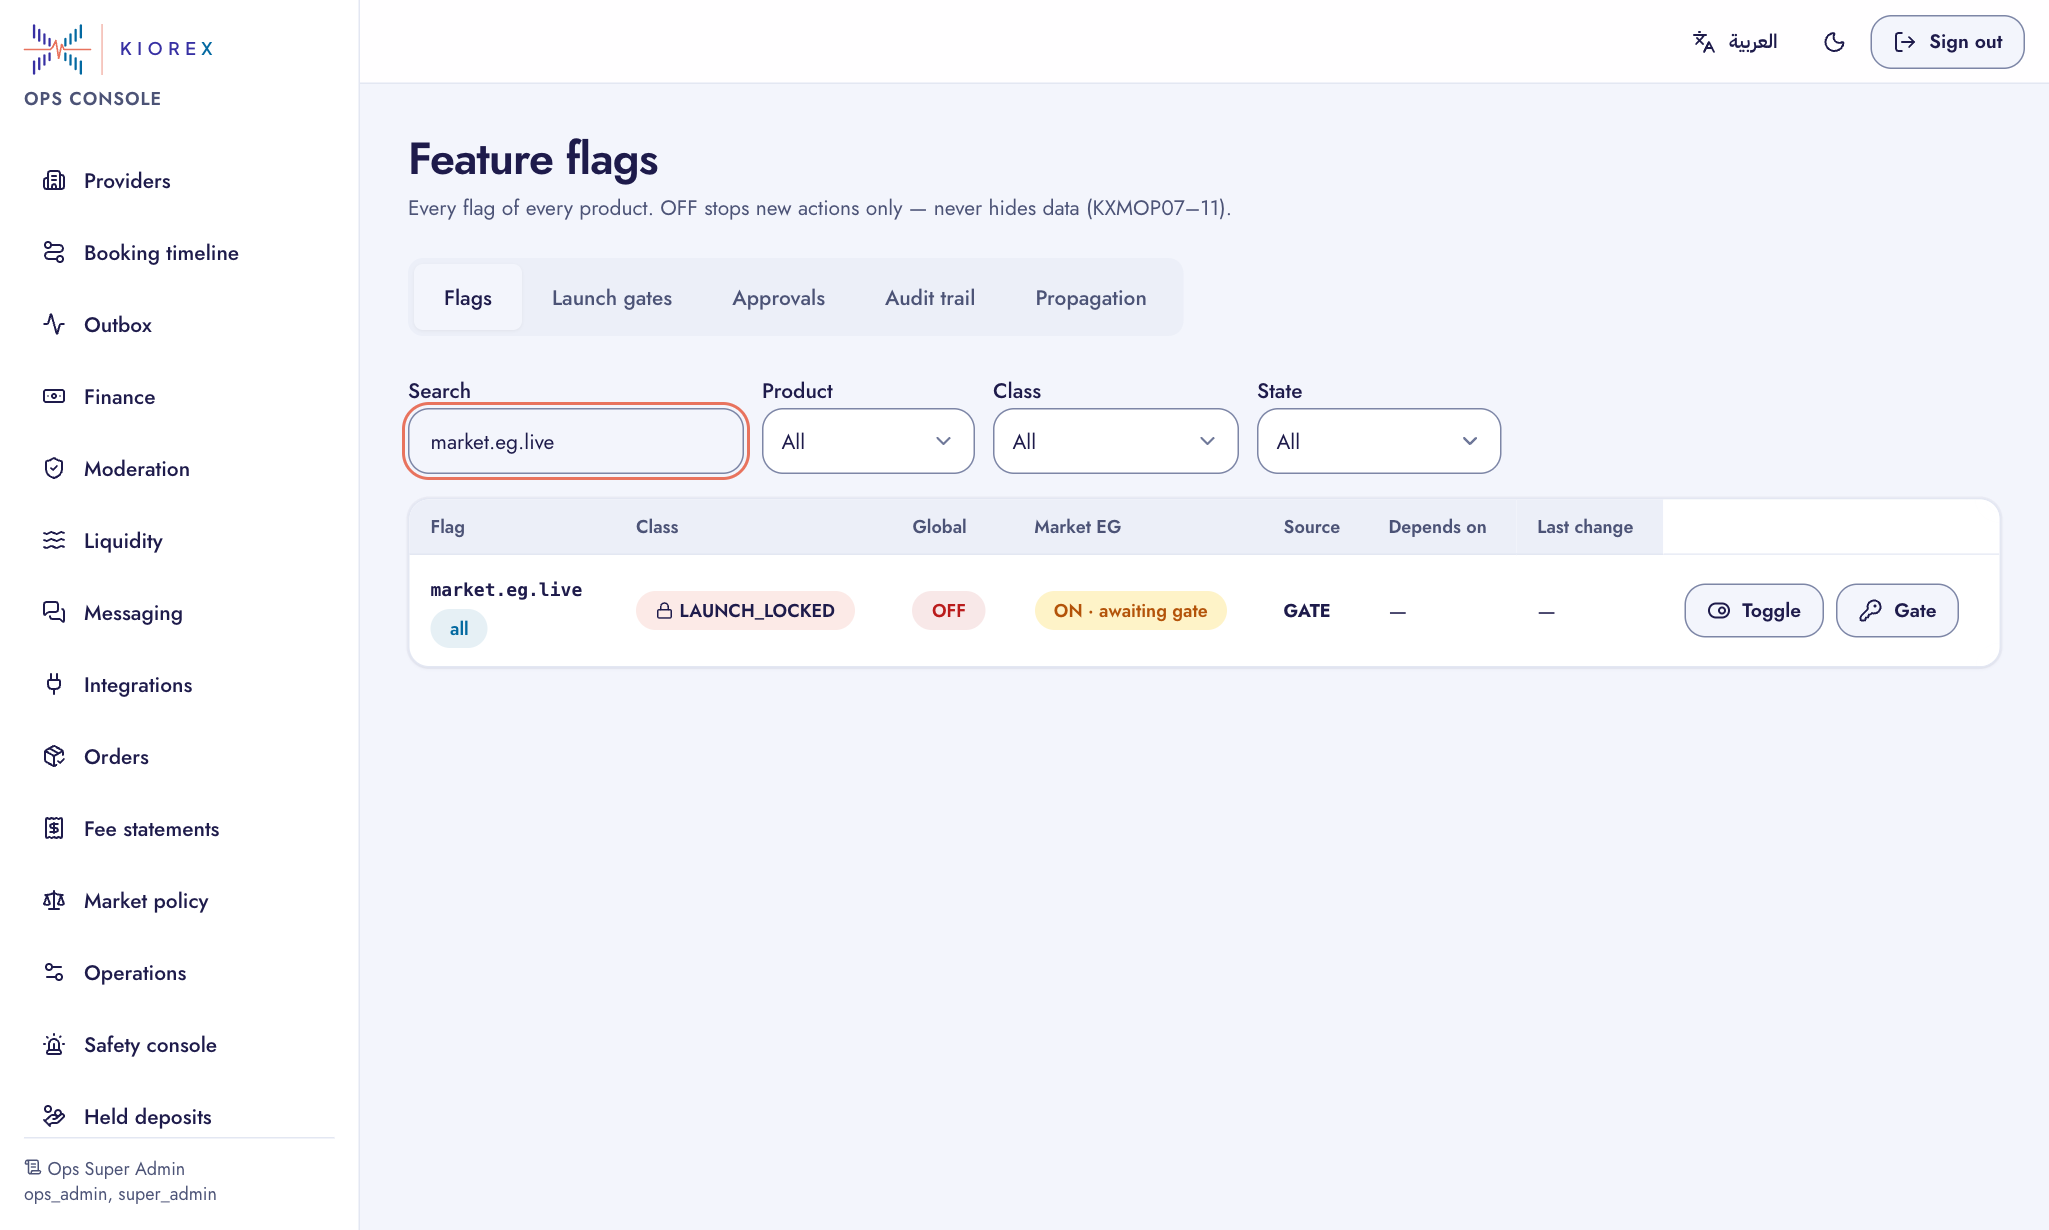 KIOREX
OPS CONSOLE
العربية
Sign out
Providers
Booking timeline
Outbox
Finance
Moderation
Liquidity
Messaging
Integrations
Orders
Fee statements
Market policy
Operations
Safety console
Held deposits
Ops Super Admin
ops_admin, super_admin
Feature flags
Every flag of every product. OFF stops new actions only — never hides data (KXMOP07–11).
Flags Launch gates Approvals Audit trail Propagation
Search Product Class State
market.eg.live All All All
Flag Class Global Market EG Source Depends on Last change
market.eg.live
all
LAUNCH_LOCKED OFF ON · awaiting gate GATE — — Toggle Gate